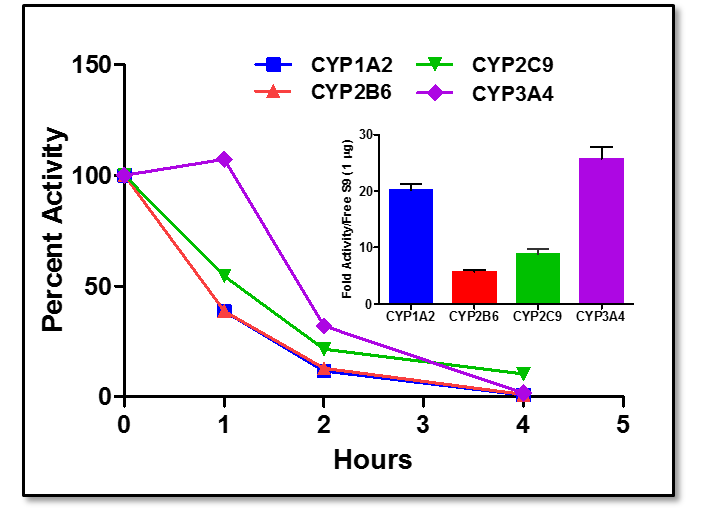 150
100
50
0
Percent Activity
0 1 2 3 4 5
Hours
CYP1A2
CYP2B6
CYP2C9
CYP3A4
30
20
10
0
Fold Activity/Free S9 (1 µg)
CYP1A2 CYP2B6 CYP2C9 CYP3A4